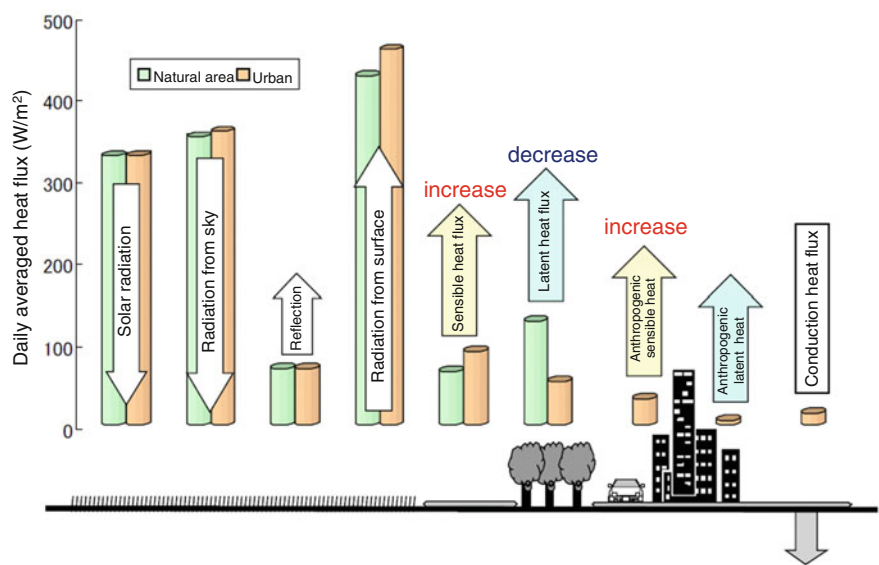 500
400
300
200
100
0
Daily averaged heat flux (W/m²)
Natural area Urban
Solar radiation
Radiation from sky
Reflection
Radiation from surface
increase
Sensible heat flux
decrease
Latent heat flux
increase
Anthropogenic
sensible heat
Anthropogenic
latent heat
Conduction heat flux